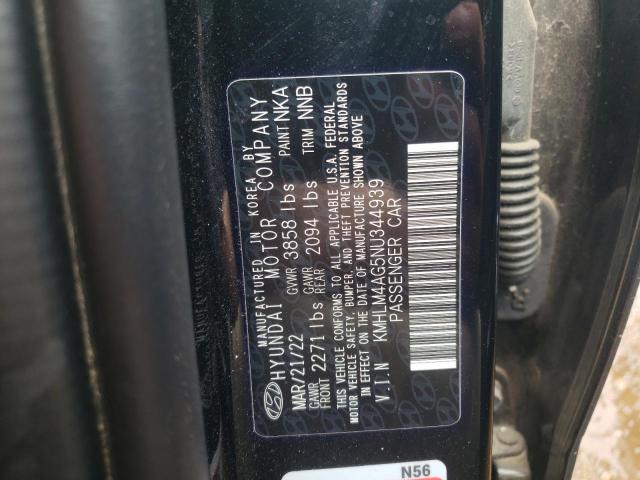 MANUFACTURED IN KOREA BY
HYUNDAI MOTOR COMPANY
MAR/21/22 GVWR 3858 lbs PAINT NKA
GAWR FRONT 2271 lbs GAWR REAR 2094 lbs TRIM NNB
THIS VEHICLE CONFORMS TO ALL APPLICABLE U.S.A. FEDERAL
MOTOR VEHICLE SAFETY, BUMPER, AND THEFT PREVENTION STANDARDS
IN EFFECT ON THE DATE OF MANUFACTURE SHOWN ABOVE
V.I.N KMHLM4AG5NU344939
PASSENGER CAR
N56